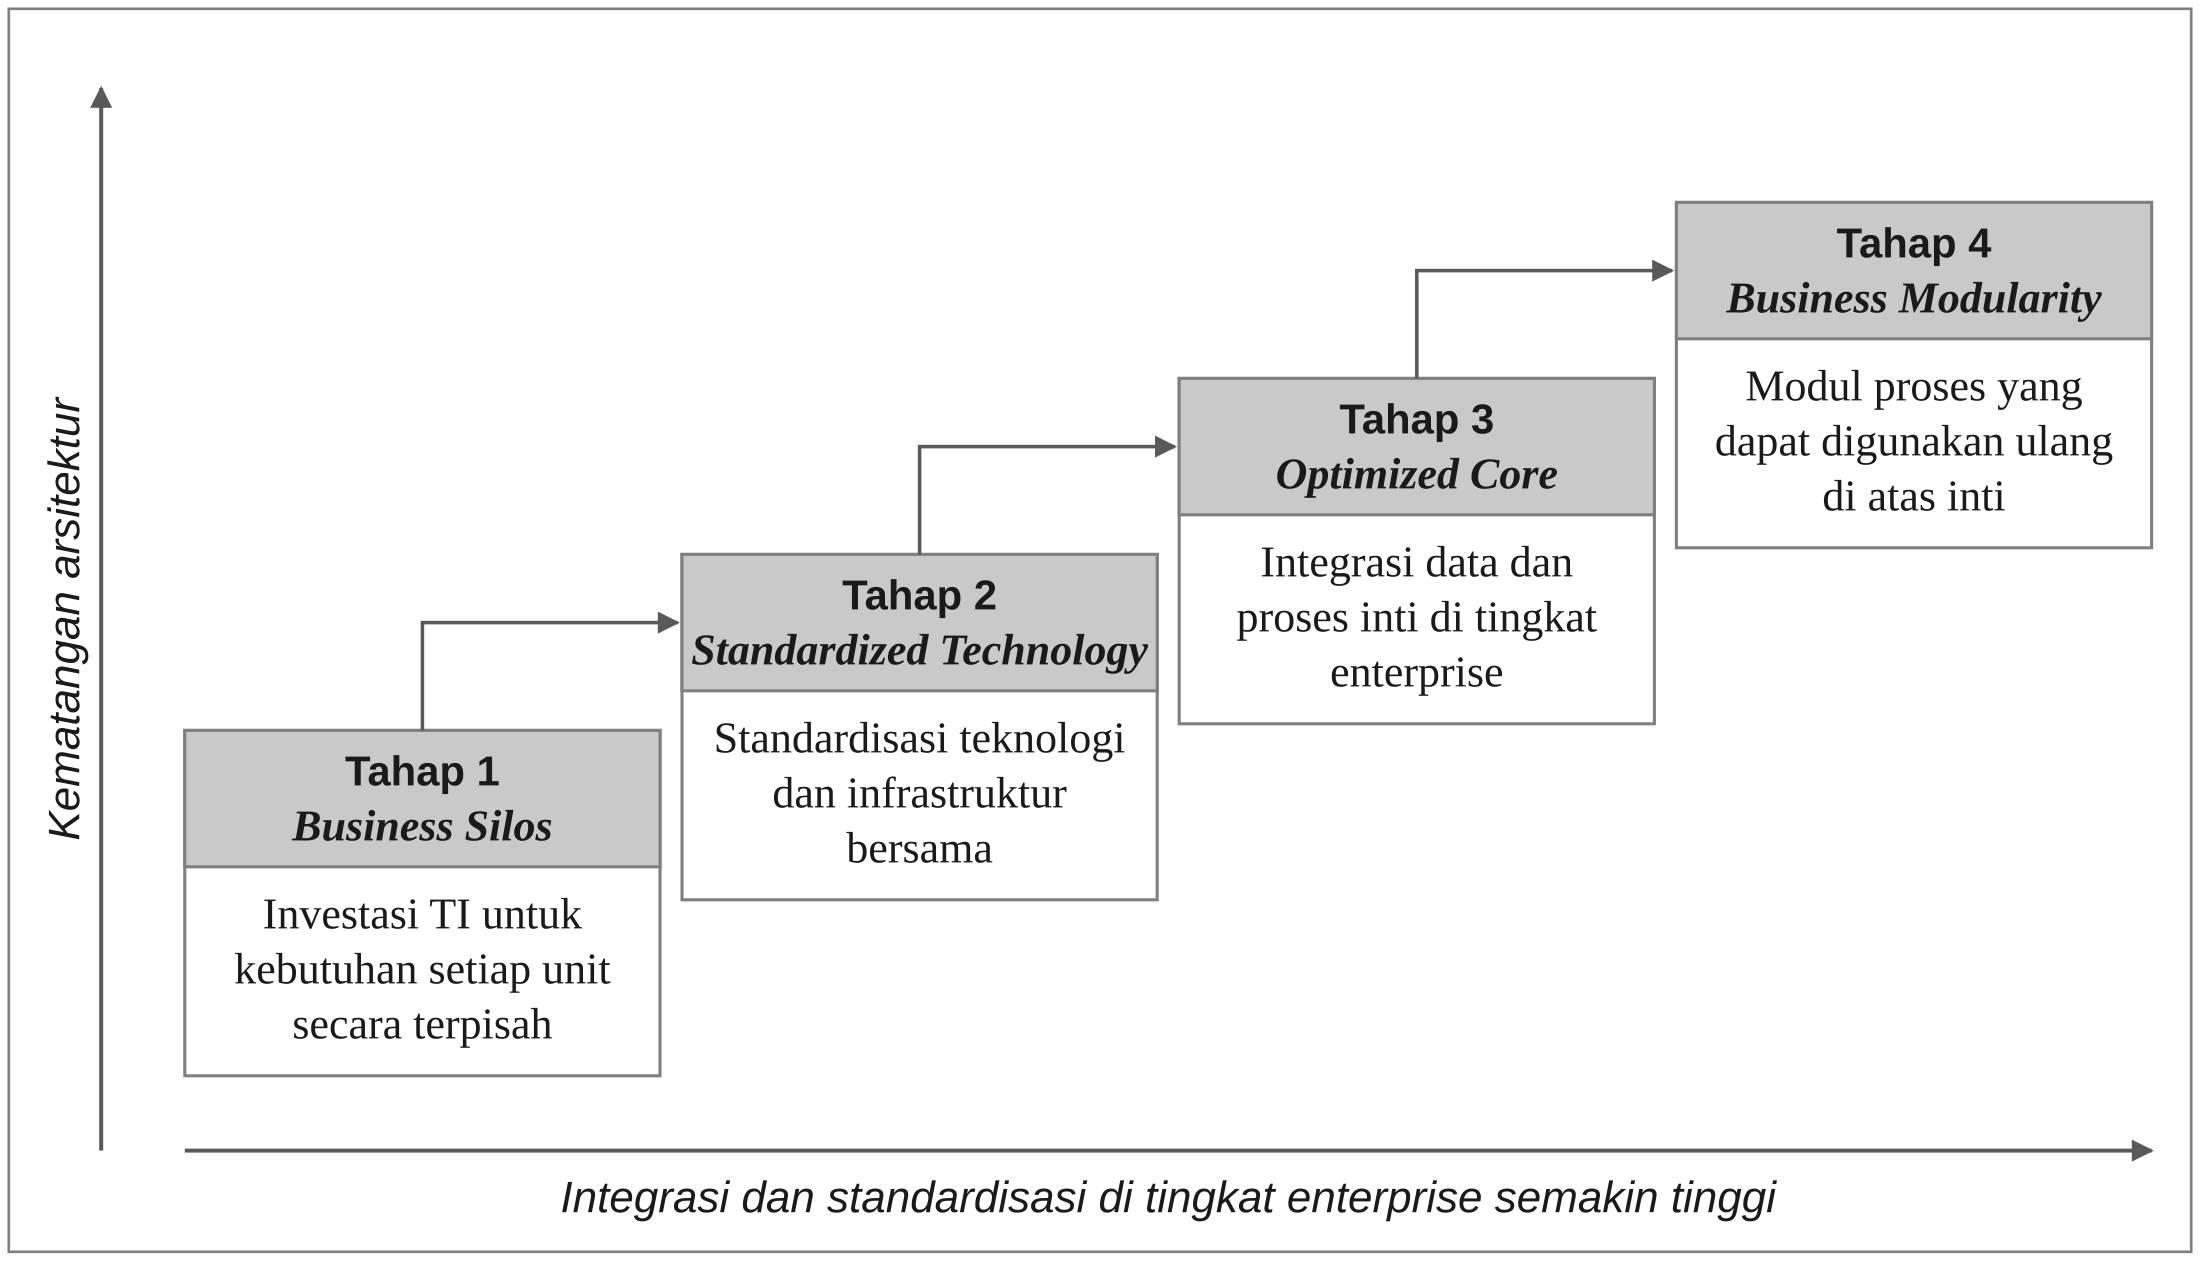 Kematangan arsitektur
Tahap 1
Business Silos
Investasi TI untuk
kebutuhan setiap unit
secara terpisah
Tahap 2
Standardized Technology
Standardisasi teknologi
dan infrastruktur
bersama
Tahap 3
Optimized Core
Integrasi data dan
proses inti di tingkat
enterprise
Tahap 4
Business Modularity
Modul proses yang
dapat digunakan ulang
di atas inti
Integrasi dan standardisasi di tingkat enterprise semakin tinggi